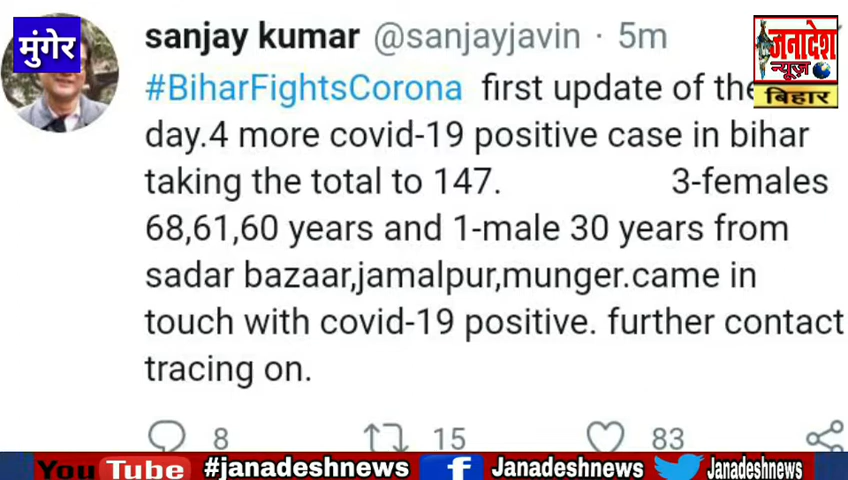 मुंगेर
sanjay kumar @sanjayjavin · 5m
जनादेश
न्यूज़
बिहार
#BiharFightsCorona first update of the
day.4 more covid-19 positive case in bihar
taking the total to 147. 3-females
68,61,60 years and 1-male 30 years from
sadar bazaar,jamalpur,munger.came in
touch with covid-19 positive. further contact
tracing on.
8 15 83
You Tube #janadeshnews f Janadeshnews Janadeshnews